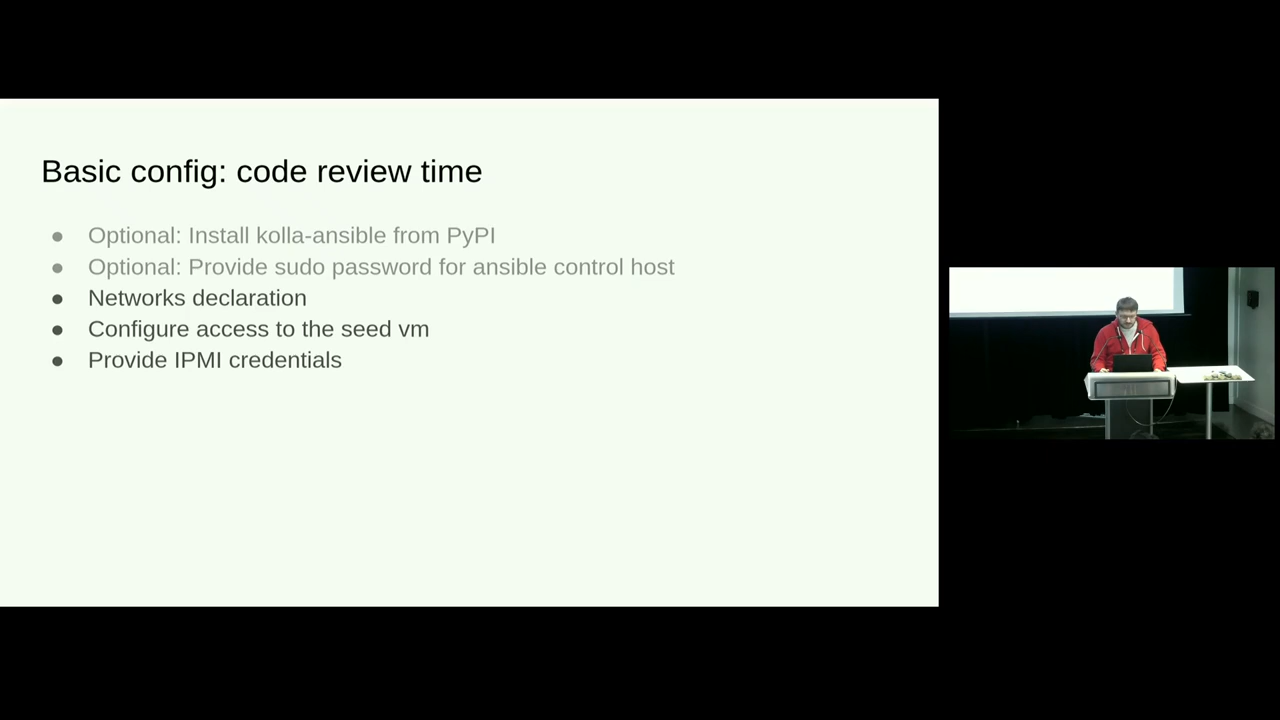 Basic config: code review time
● Optional: Install kolla-ansible from PyPI
● Optional: Provide sudo password for ansible control host
● Networks declaration
● Configure access to the seed vm
● Provide IPMI credentials